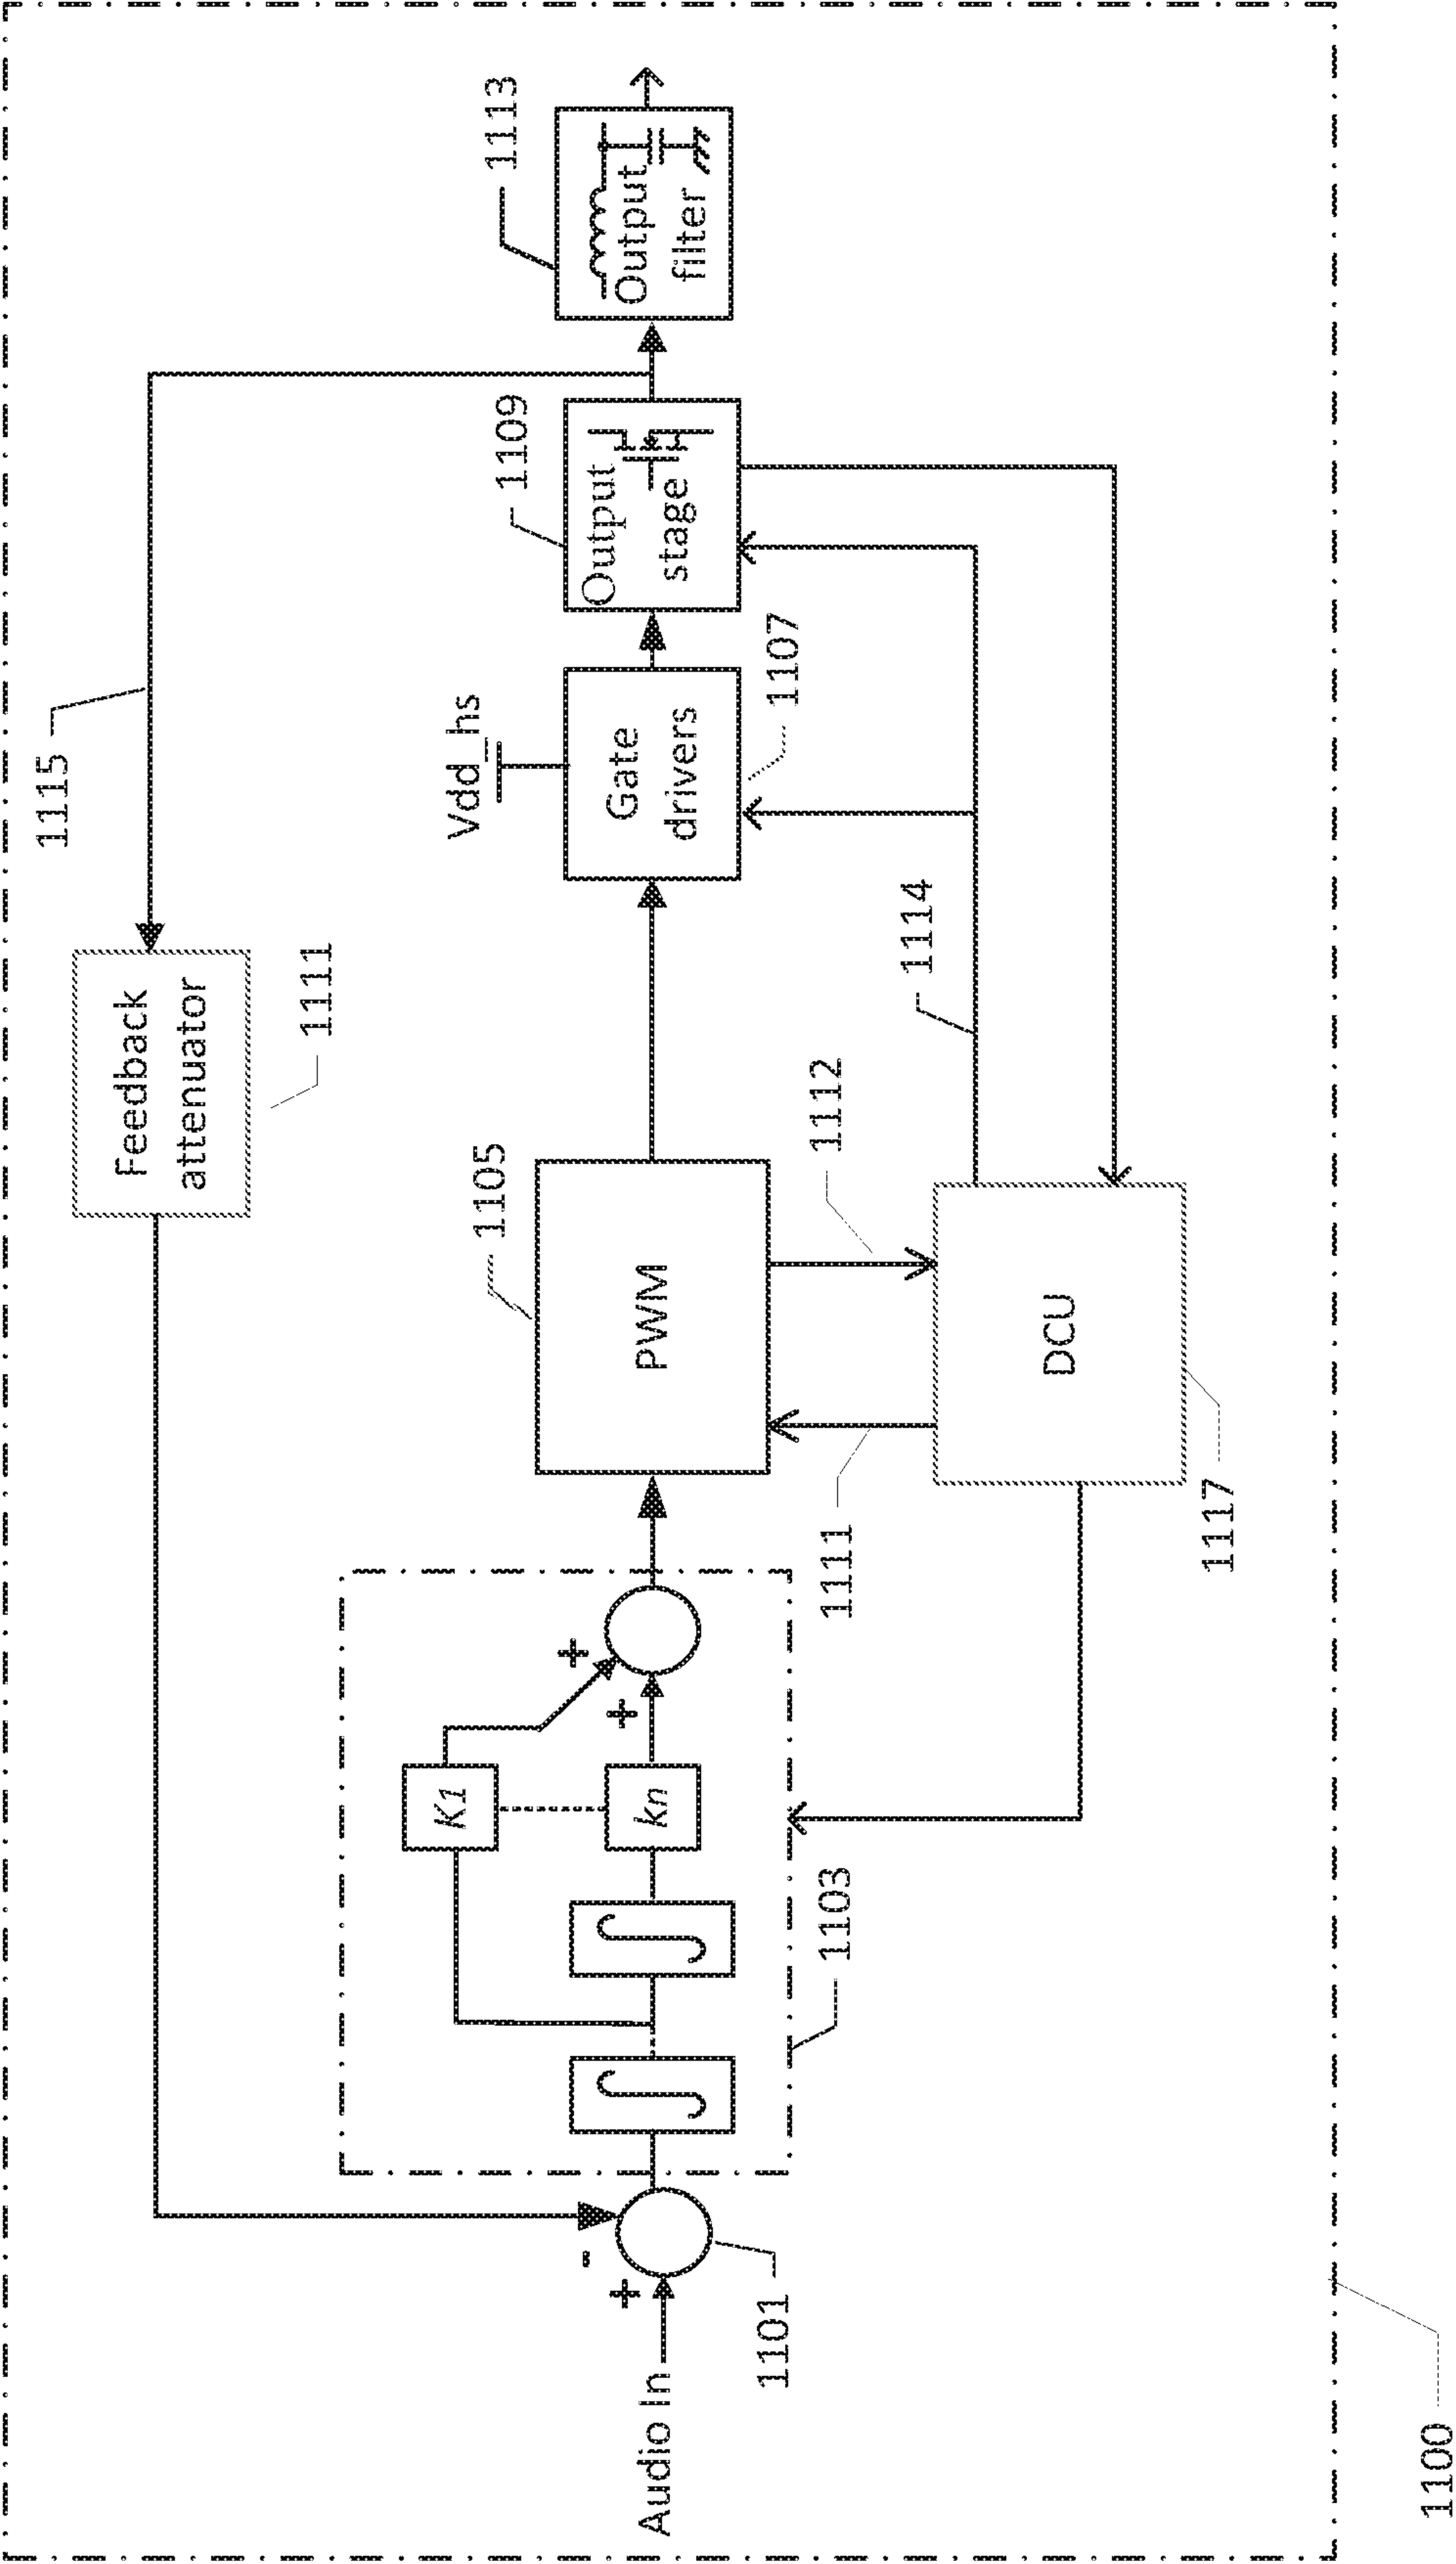 1115
Feedback
attenuator
1111
Vdd_hs
1105
1109
1113
K1
+
+
-
+
Audio In
1101
kn
PWM
Gate
drivers
Output
stage
Output
filter
1103
1111
1112
1107
1114
DCU
1117
1100